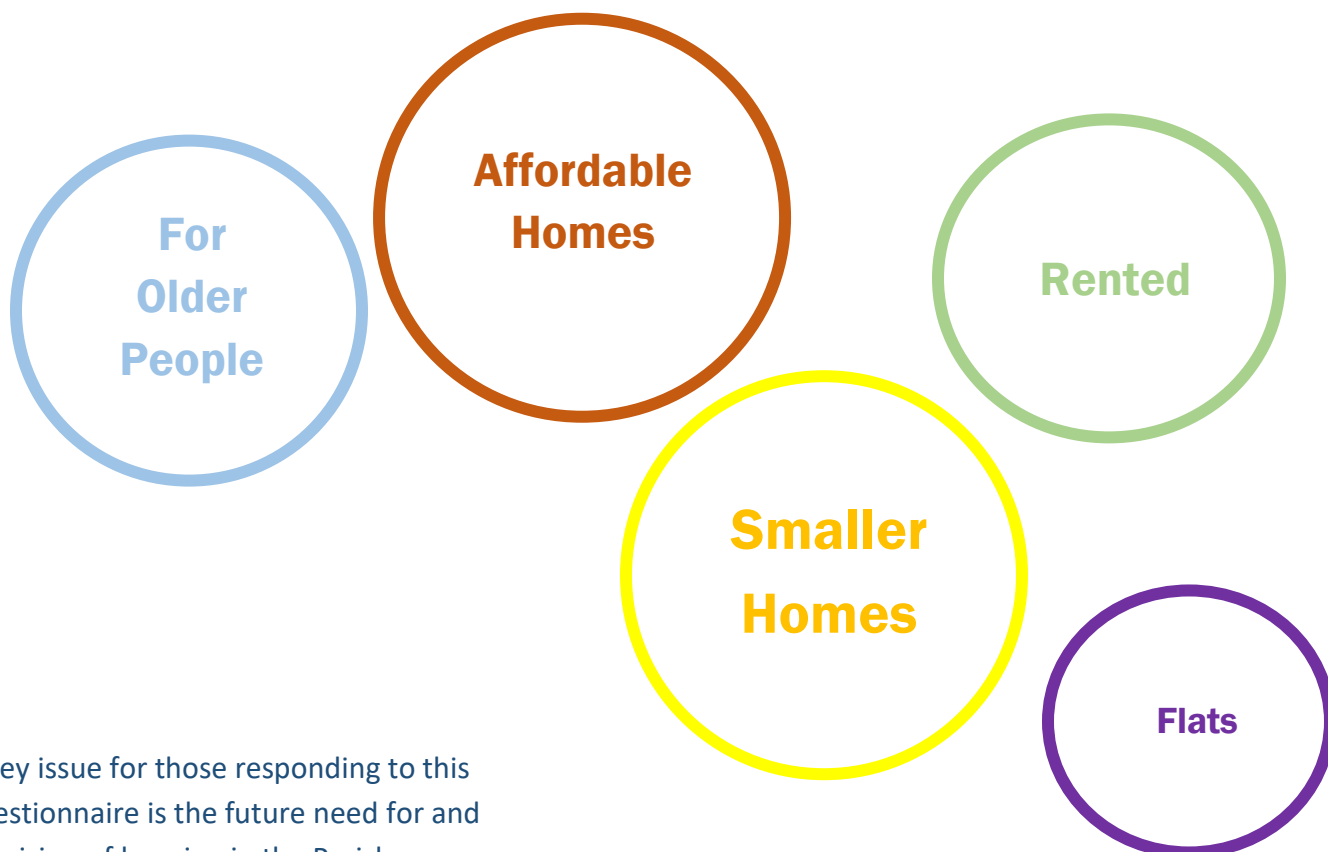 For
Older
People
Affordable
Homes
Rented
Smaller
Homes
Flats
ey issue for those responding to this
estionnaire is the future need for and